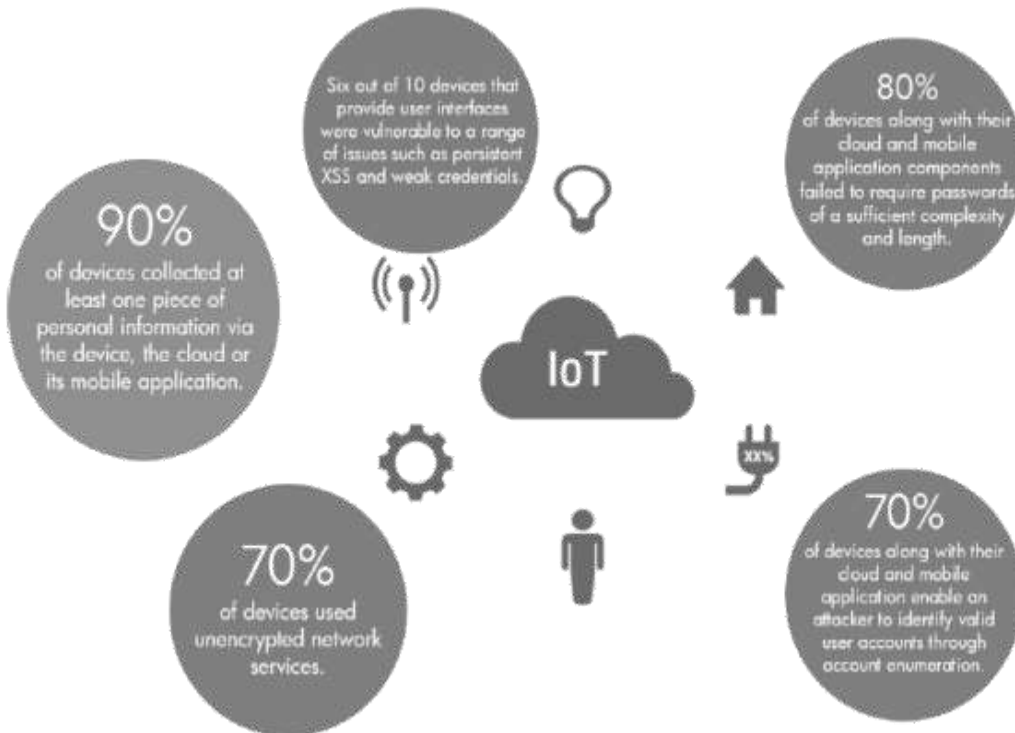 Six out of 10 devices that
provide user interfaces
were vulnerable to a range
of issues such as persistent
XSS and weak credentials.
80%
of devices along with their
cloud and mobile
application components
failed to require passwords
of a sufficient complexity
and length.
90%
of devices collected at
least one piece of
personal information via
the device, the cloud or
its mobile application.
IoT
XX%
70%
of devices used
unencrypted network
services.
70%
of devices along with their
cloud and mobile
application enable an
attacker to identify valid
user accounts through
account enumeration.